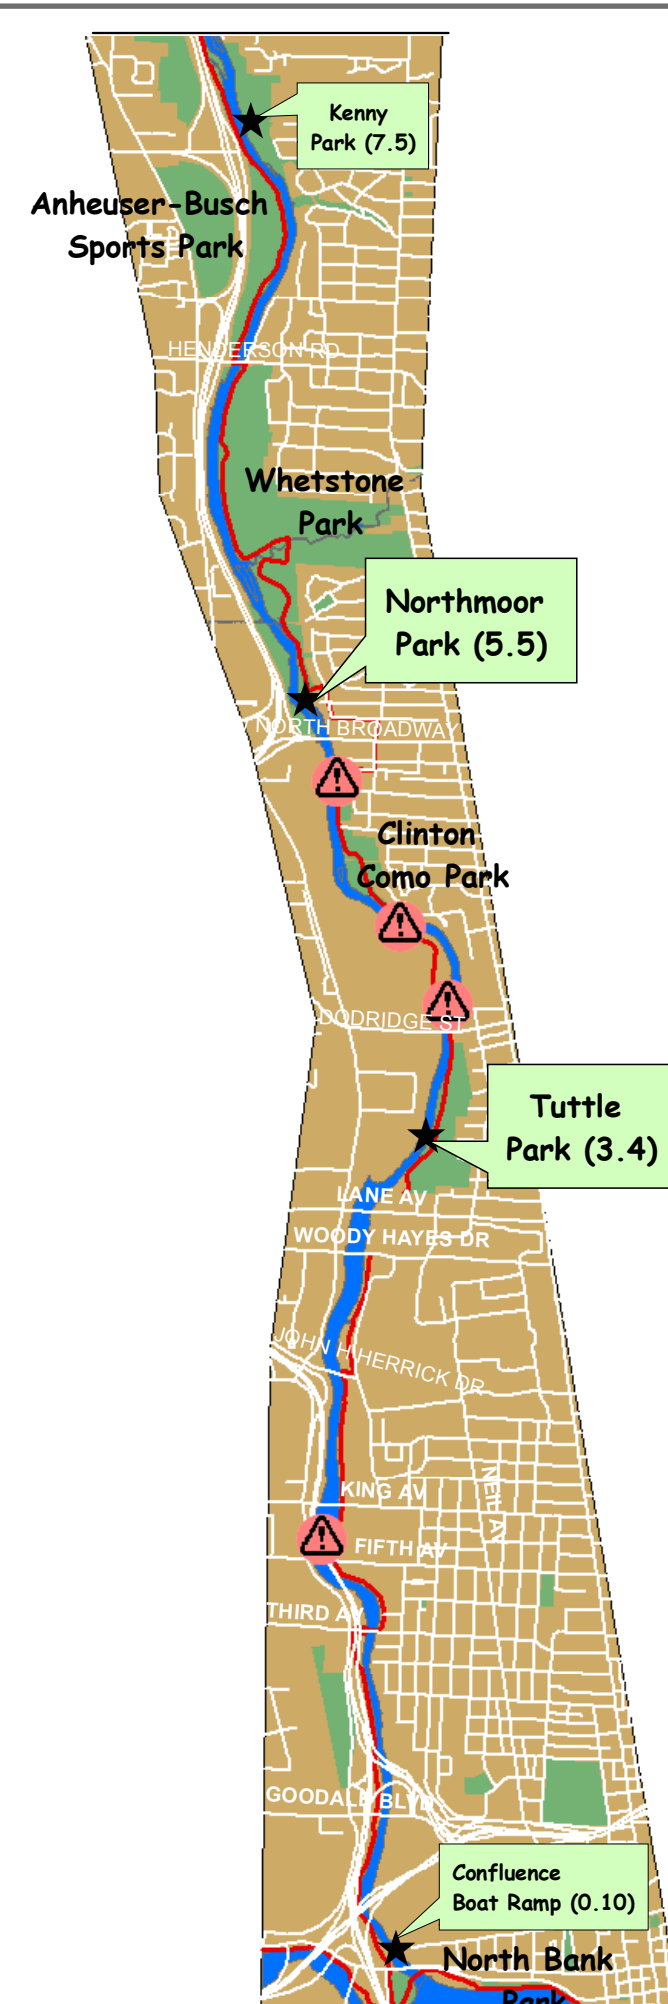 Kenny
Park (7.5)
Anheuser-Busch
Sports Park
HENDERSON RD
Whetstone
Park
Northmoor
Park (5.5)
NORTH BROADWAY
Clinton
Como Park
DODRIDGE ST
Tuttle
Park (3.4)
LANE AV
WOODY HAYES DR
JOHN H HERRICK DR
KING AV
NEIL AV
FIFTH AV
THIRD AV
GOODALE BLVD
Confluence
Boat Ramp (0.10)
North Bank
Park